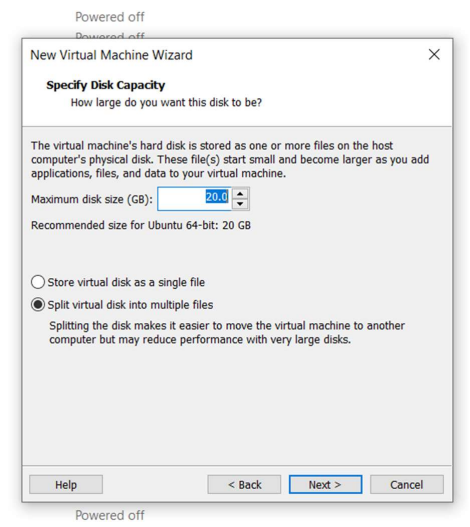 Powered off
Powered off
New Virtual Machine Wizard
Specify Disk Capacity
How large do you want this disk to be?
The virtual machine's hard disk is stored as one or more files on the host
computer's physical disk. These file(s) start small and become larger as you add
applications, files, and data to your virtual machine.
Maximum disk size (GB): 20.0
Recommended size for Ubuntu 64-bit: 20 GB
Store virtual disk as a single file
Split virtual disk into multiple files
Splitting the disk makes it easier to move the virtual machine to another
computer but may reduce performance with very large disks.
Help < Back Next > Cancel
Powered off